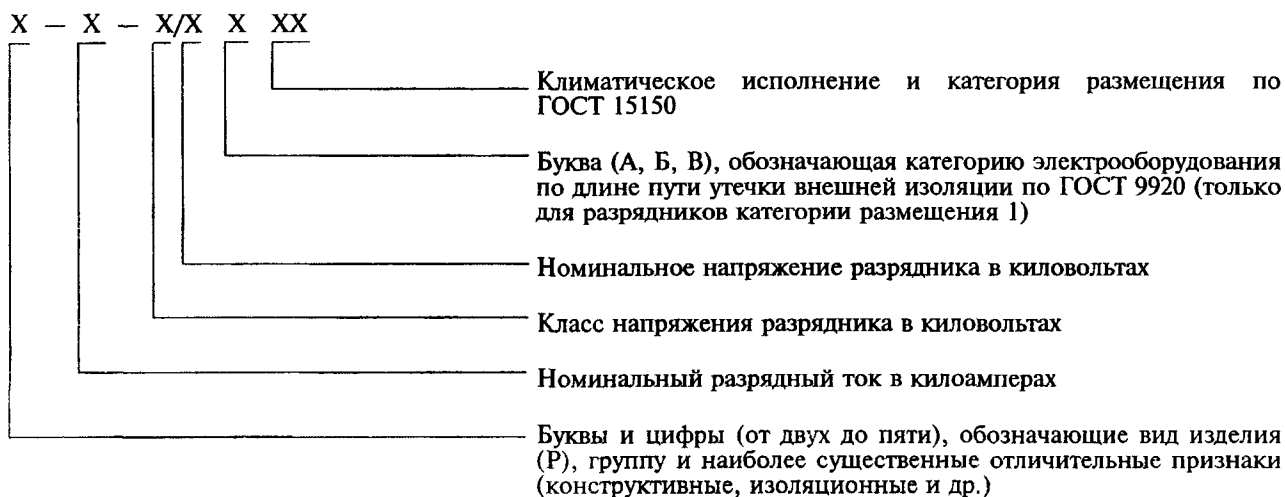 X – X – X/X X XX
Климатическое исполнение и категория размещения по
ГОСТ 15150
Буква (А, Б, В), обозначающая категорию электрооборудования
по длине пути утечки внешней изоляции по ГОСТ 9920 (только
для разрядников категории размещения 1)
Номинальное напряжение разрядника в киловольтах
Класс напряжения разрядника в киловольтах
Номинальный разрядный ток в килоамперах
Буквы и цифры (от двух до пяти), обозначающие вид изделия
(Р), группу и наиболее существенные отличительные признаки
(конструктивные, изоляционные и др.)